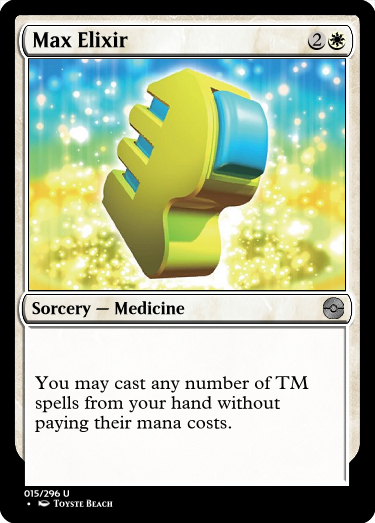 Max Elixir 2
Sorcery — Medicine
You may cast any number of TM
spells from your hand without
paying their mana costs.
015/296 U
• Toyste Beach